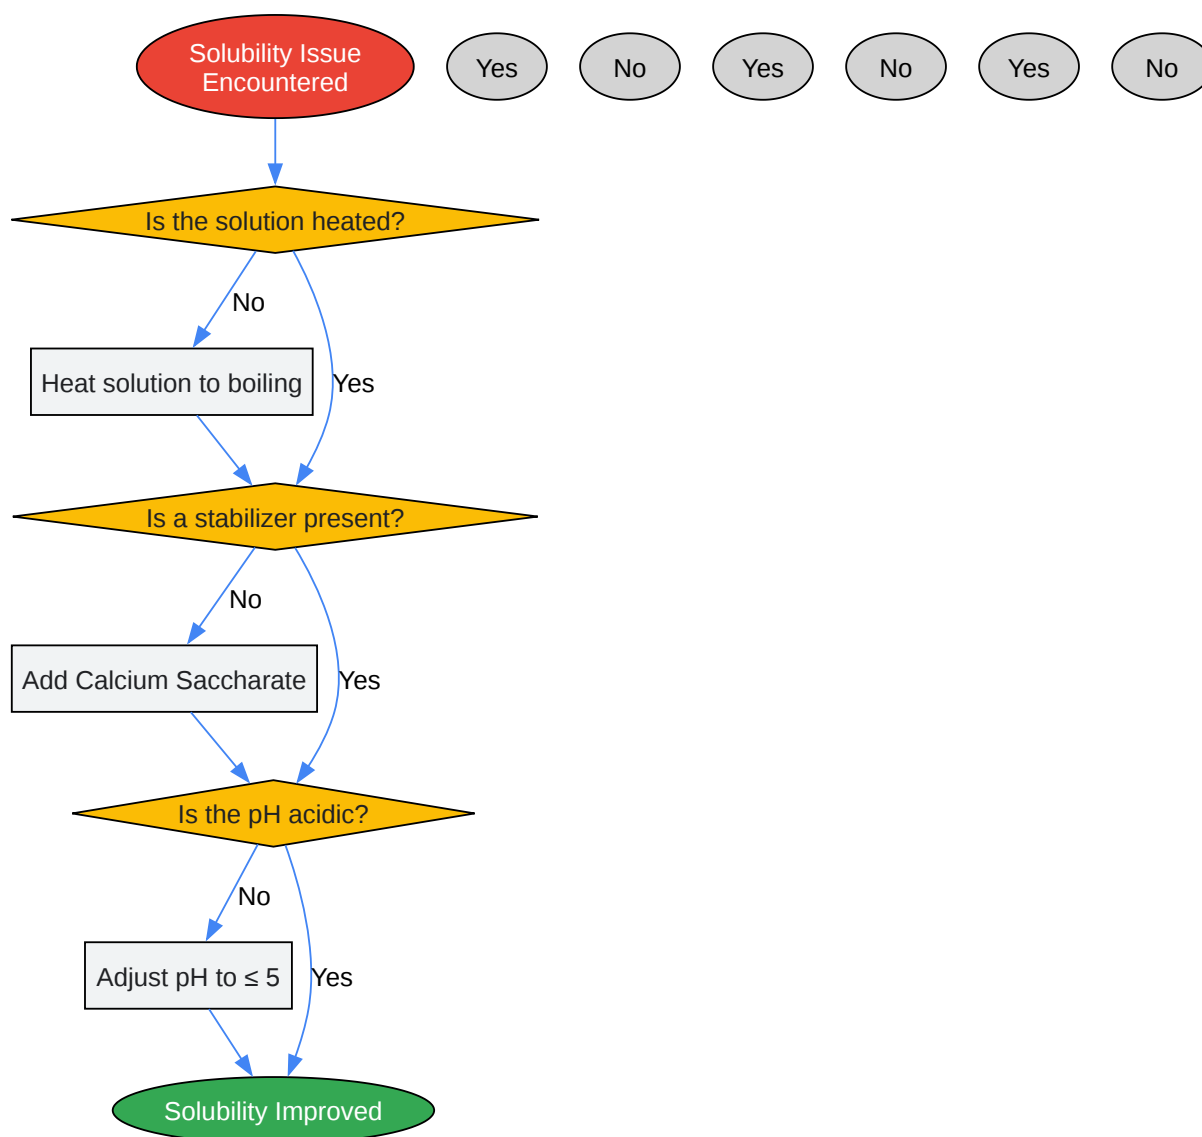 Solubility Issue
Encountered
Yes
No
Yes
No
Yes
No
Is the solution heated?
No
Heat solution to boiling
Yes
Is a stabilizer present?
No
Add Calcium Saccharate
Yes
Is the pH acidic?
No
Adjust pH to ≤ 5
Yes
Solubility Improved